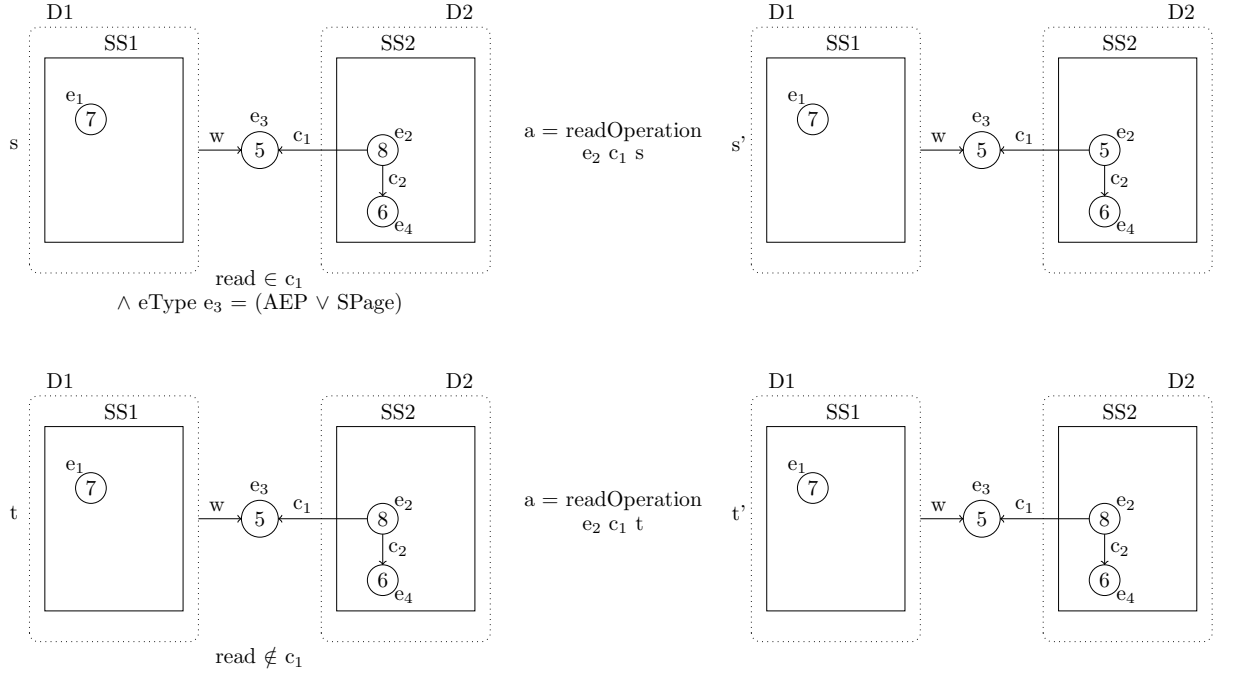 D1 D2 D1 D2
SS1 SS2 SS1 SS2
e₁ e₁
7 7
e₃ e₂ e₃ e₂
s w 5 c₁ 8 a = readOperation s' w 5 c₁ 5
e₂ c₁ s
c₂ c₂
6 e₄ 6 e₄
read ∈ c₁
∧ eType e₃ = (AEP ∨ SPage)
D1 D2 D1 D2
SS1 SS2 SS1 SS2
e₁ e₁
7 7
e₃ e₂ e₃ e₂
t w 5 c₁ 8 a = readOperation t' w 5 c₁ 8
e₂ c₁ t
c₂ c₂
6 e₄ 6 e₄
read ∉ c₁